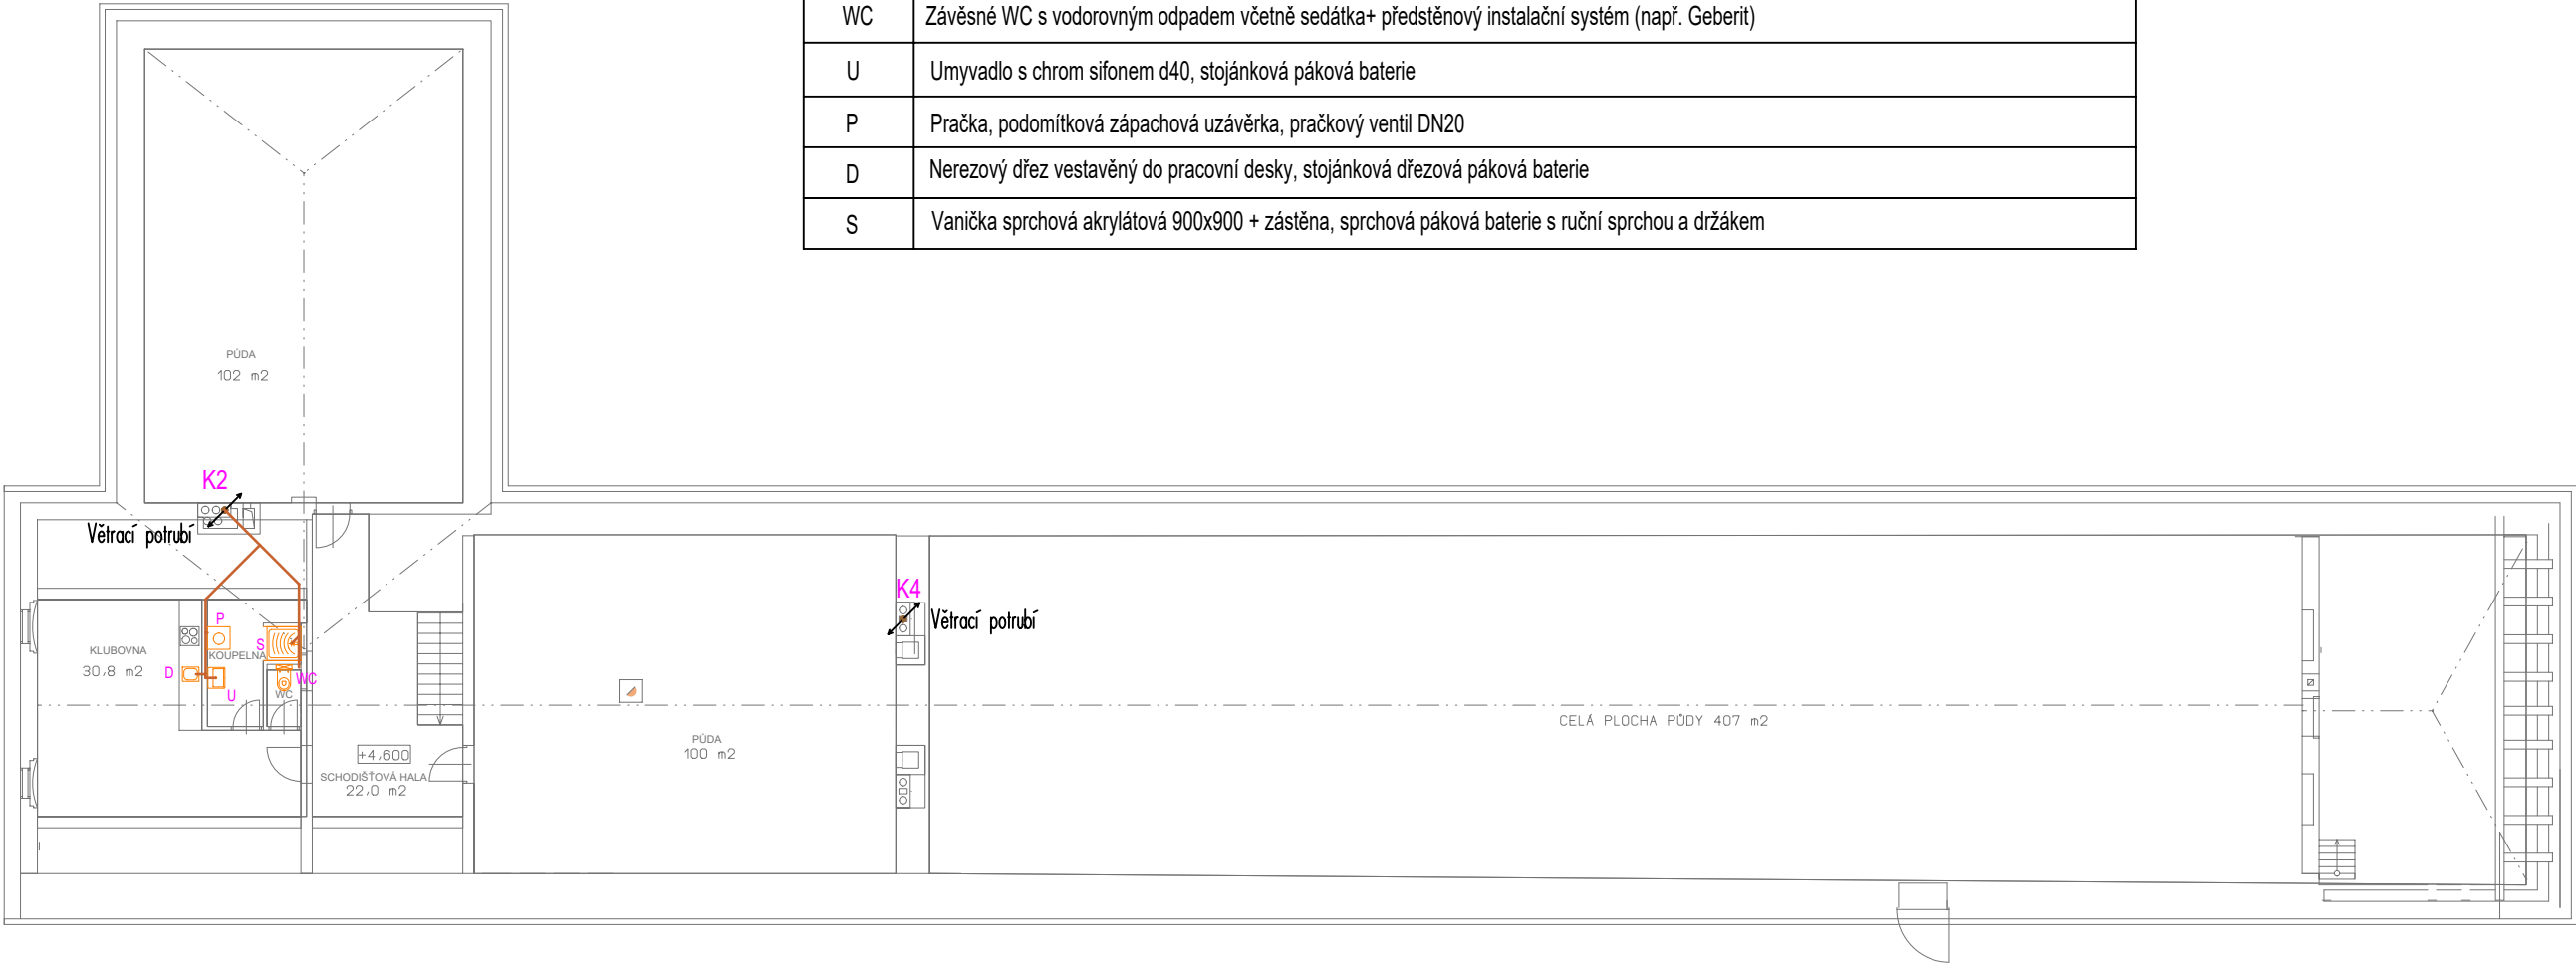 WC Závěsné WC s vodorovným odpadem včetně sedátka+ předstěnový instalační systém (např. Geberit)
U Umyvadlo s chrom sifonem d40, stojánková páková baterie
P Pračka, podomítková zápachová uzávěrka, pračkový ventil DN20
D Nerezový dřez vestavěný do pracovní desky, stojánková dřezová páková baterie
S Vanička sprchová akrylátová 900x900 + zástěna, sprchová páková baterie s ruční sprchou a držákem
PŮDA
102 m2
K2
Větrací potrubí
K4
Větrací potrubí
P
S
KLUBOVNA
KOUPELNA
30,8 m2
D
WC
U
WC
CELÁ PLOCHA PŮDY 407 m2
PŮDA
100 m2
+4,600
SCHODIŠŤOVÁ HALA
22,0 m2